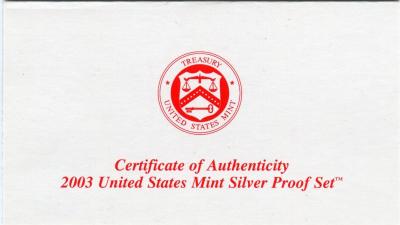 TREASURY
UNITED STATES MINT
Certificate of Authenticity
2003 United States Mint Silver Proof Set™